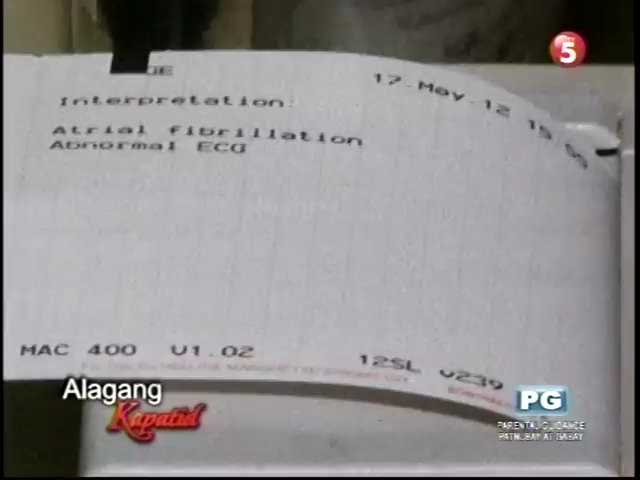 5
17-May-12
Interpretation:
Atrial fibrillation
Abnormal ECG
MAC 400 V1.02
12SL v239
Alagang
Kapatid
PG
PARENTAL GUIDANCE
PATNUBAY AT GABAY